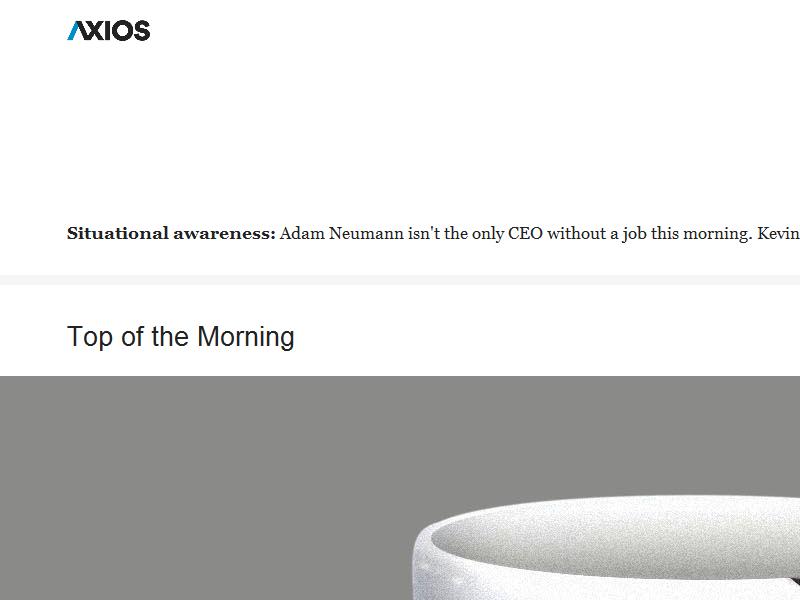 AXIOS
Situational awareness: Adam Neumann isn't the only CEO without a job this morning. Kevin
Top of the Morning